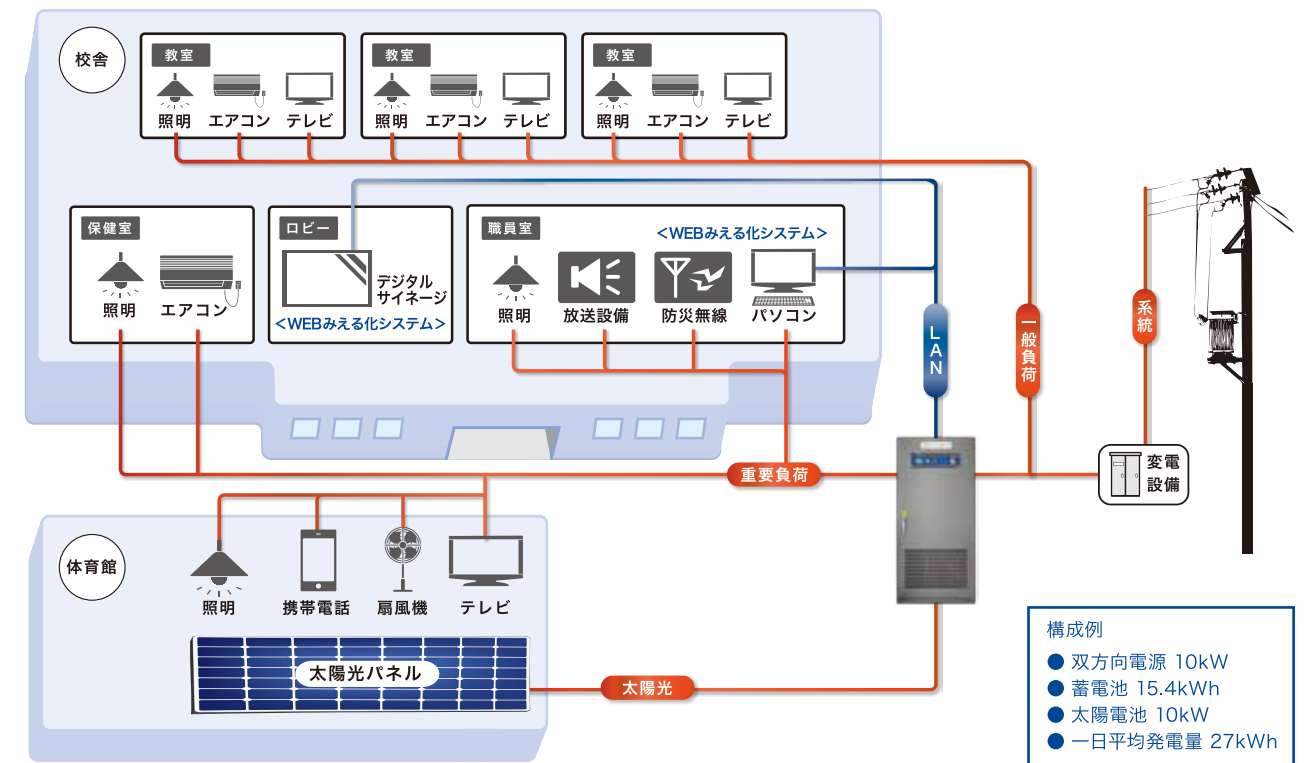 校舎
教室
照明 エアコン テレビ
教室
照明 エアコン テレビ
教室
照明 エアコン テレビ
保健室
照明 エアコン
ロビー
デジタル
サイネージ
＜WEBみえる化システム＞
職員室
＜WEBみえる化システム＞
照明 放送設備 防災無線 パソコン
LAN
一般負荷
系統
重要負荷
変電
設備
体育館
照明 携帯電話 扇風機 テレビ
太陽光パネル
太陽光
構成例
● 双方向電源 10kW
● 蓄電池 15.4kWh
● 太陽電池 10kW
● 一日平均発電量 27kWh